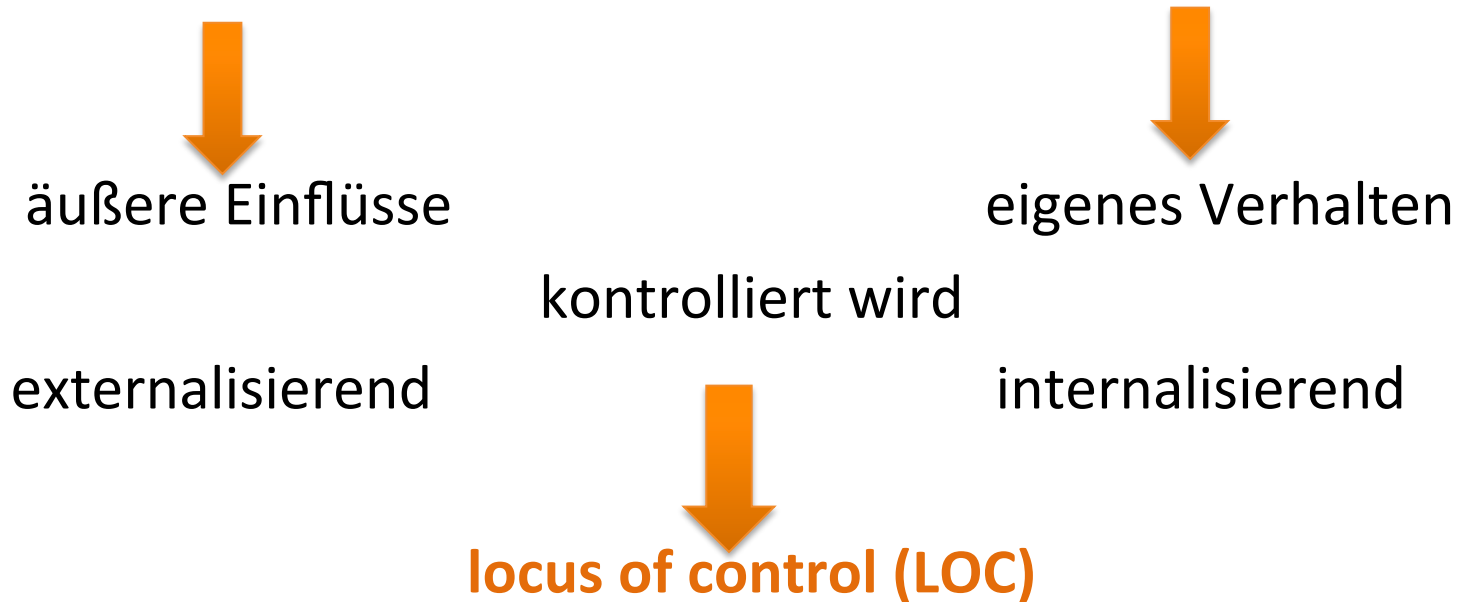 äußere Einflüsse eigenes Verhalten
kontrolliert wird
externalisierend internalisierend
locus of control (LOC)